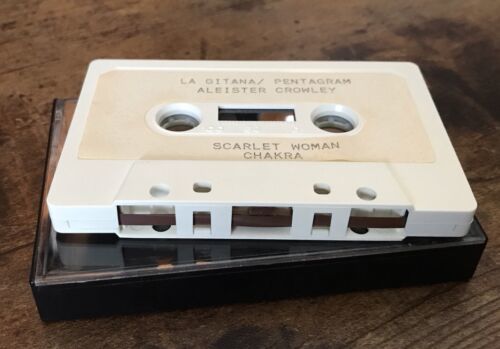 LA GITANA/ PENTAGRAM
ALEISTER CROWLEY
SCARLET WOMAN
CHAKRA